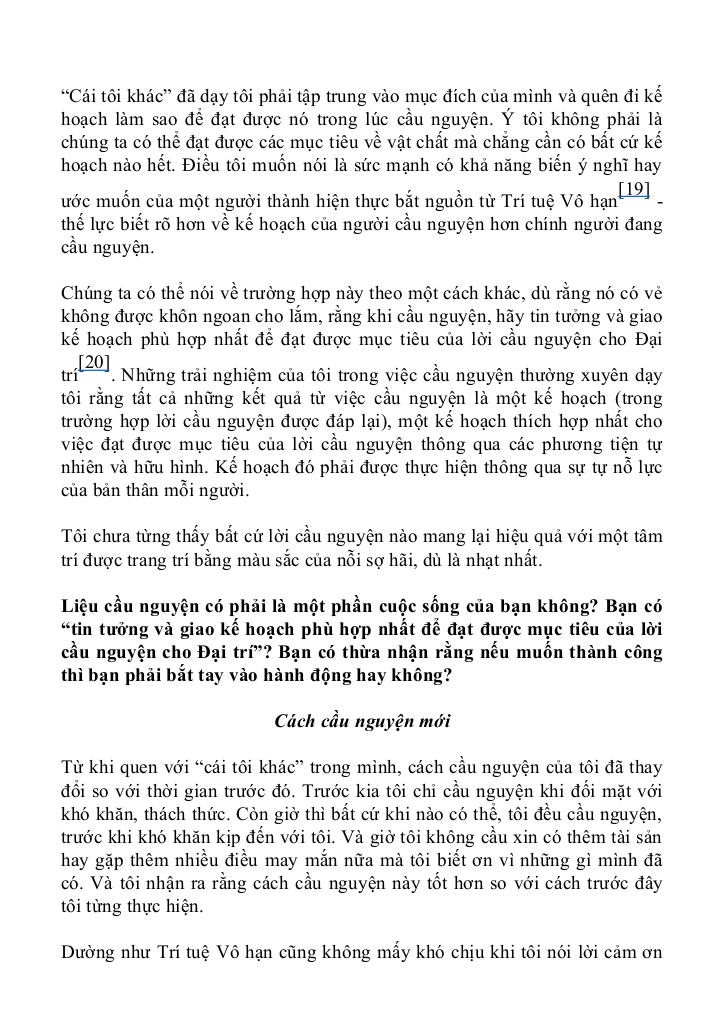 “Cái tôi khác” đã dạy tôi phải tập trung vào mục đích của mình và quên đi kế
hoạch làm sao để đạt được nó trong lúc cầu nguyện. Ý tôi không phải là
chúng ta có thể đạt được các mục tiêu về vật chất mà chẳng cần có bất cứ kế
hoạch nào hết. Điều tôi muốn nói là sức mạnh có khả năng biến ý nghĩ hay
ước muốn của một người thành hiện thực bắt nguồn từ Trí tuệ Vô hạn[19] -
thế lực biết rõ hơn về kế hoạch của người cầu nguyện hơn chính người đang
cầu nguyện.
Chúng ta có thể nói về trường hợp này theo một cách khác, dù rằng nó có vẻ
không được khôn ngoan cho lắm, rằng khi cầu nguyện, hãy tin tưởng và giao
kế hoạch phù hợp nhất để đạt được mục tiêu của lời cầu nguyện cho Đại
trí[20]. Những trải nghiệm của tôi trong việc cầu nguyện thường xuyên dạy
tôi rằng tất cả những kết quả từ việc cầu nguyện là một kế hoạch (trong
trường hợp lời cầu nguyện được đáp lại), một kế hoạch thích hợp nhất cho
việc đạt được mục tiêu của lời cầu nguyện thông qua các phương tiện tự
nhiên và hữu hình. Kế hoạch đó phải được thực hiện thông qua sự tự nỗ lực
của bản thân mỗi người.
Tôi chưa từng thấy bất cứ lời cầu nguyện nào mang lại hiệu quả với một tâm
trí được trang trí bằng màu sắc của nỗi sợ hãi, dù là nhạt nhất.
Liệu cầu nguyện có phải là một phần cuộc sống của bạn không? Bạn có
“tin tưởng và giao kế hoạch phù hợp nhất để đạt được mục tiêu của lời
cầu nguyện cho Đại trí”? Bạn có thừa nhận rằng nếu muốn thành công
thì bạn phải bắt tay vào hành động hay không?
Cách cầu nguyện mới
Từ khi quen với “cái tôi khác” trong mình, cách cầu nguyện của tôi đã thay
đổi so với thời gian trước đó. Trước kia tôi chỉ cầu nguyện khi đối mặt với
khó khăn, thách thức. Còn giờ thì bất cứ khi nào có thể, tôi đều cầu nguyện,
trước khi khó khăn kịp đến với tôi. Và giờ tôi không cầu xin có thêm tài sản
hay gặp thêm nhiều điều may mắn nữa mà tôi biết ơn vì những gì mình đã
có. Và tôi nhận ra rằng cách cầu nguyện này tốt hơn so với cách trước đây
tôi từng thực hiện.
Dường như Trí tuệ Vô hạn cũng không mấy khó chịu khi tôi nói lời cảm ơn